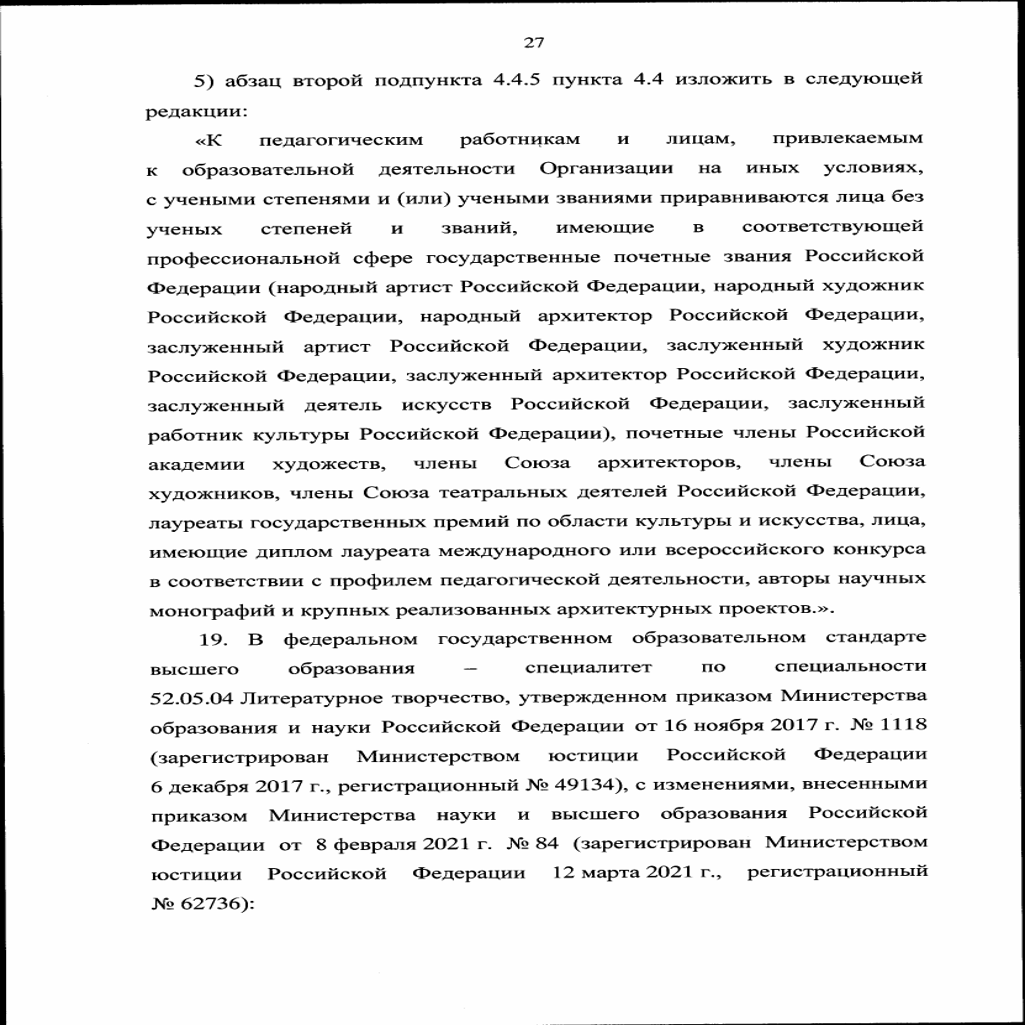 27
5) абзац второй подпункта 4.4.5 пункта 4.4 изложить в следующей
редакции:
«К педагогическим работникам и лицам, привлекаемым
к образовательной деятельности Организации на иных условиях,
с учеными степенями и (или) учеными званиями приравниваются лица без
ученых степеней и званий, имеющие в соответствующей
профессиональной сфере государственные почетные звания Российской
Федерации (народный артист Российской Федерации, народный художник
Российской Федерации, народный архитектор Российской Федерации,
заслуженный артист Российской Федерации, заслуженный художник
Российской Федерации, заслуженный архитектор Российской Федерации,
заслуженный деятель искусств Российской Федерации, заслуженный
работник культуры Российской Федерации), почетные члены Российской
академии художеств, члены Союза архитекторов, члены Союза
художников, члены Союза театральных деятелей Российской Федерации,
лауреаты государственных премий по области культуры и искусства, лица,
имеющие диплом лауреата международного или всероссийского конкурса
в соответствии с профилем педагогической деятельности, авторы научных
монографий и крупных реализованных архитектурных проектов.».
19. В федеральном государственном образовательном стандарте
высшего образования – специалитет по специальности
52.05.04 Литературное творчество, утвержденном приказом Министерства
образования и науки Российской Федерации от 16 ноября 2017 г. № 1118
(зарегистрирован Министерством юстиции Российской Федерации
6 декабря 2017 г., регистрационный № 49134), с изменениями, внесенными
приказом Министерства науки и высшего образования Российской
Федерации от 8 февраля 2021 г. № 84 (зарегистрирован Министерством
юстиции Российской Федерации 12 марта 2021 г., регистрационный
№ 62736):